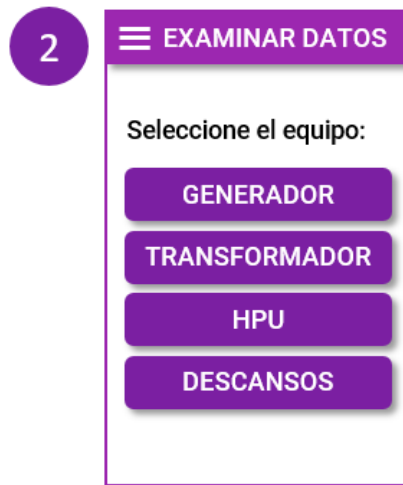 2
EXAMINAR DATOS
Seleccione el equipo:
GENERADOR
TRANSFORMADOR
HPU
DESCANSOS